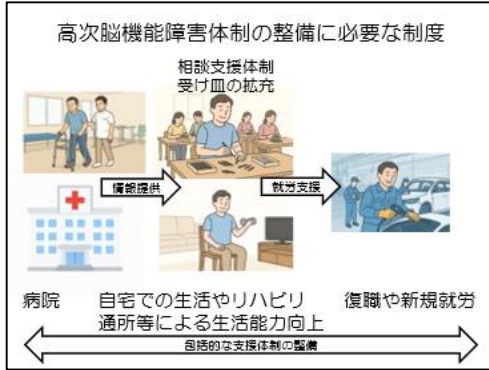 高次脳機能障害体制の整備に必要な制度
相談支援体制
受け皿の拡充
情報提供
就労支援
病院
自宅での生活やリハビリ
通所等による生活能力向上
復職や新規就労
包括的な支援体制の整備